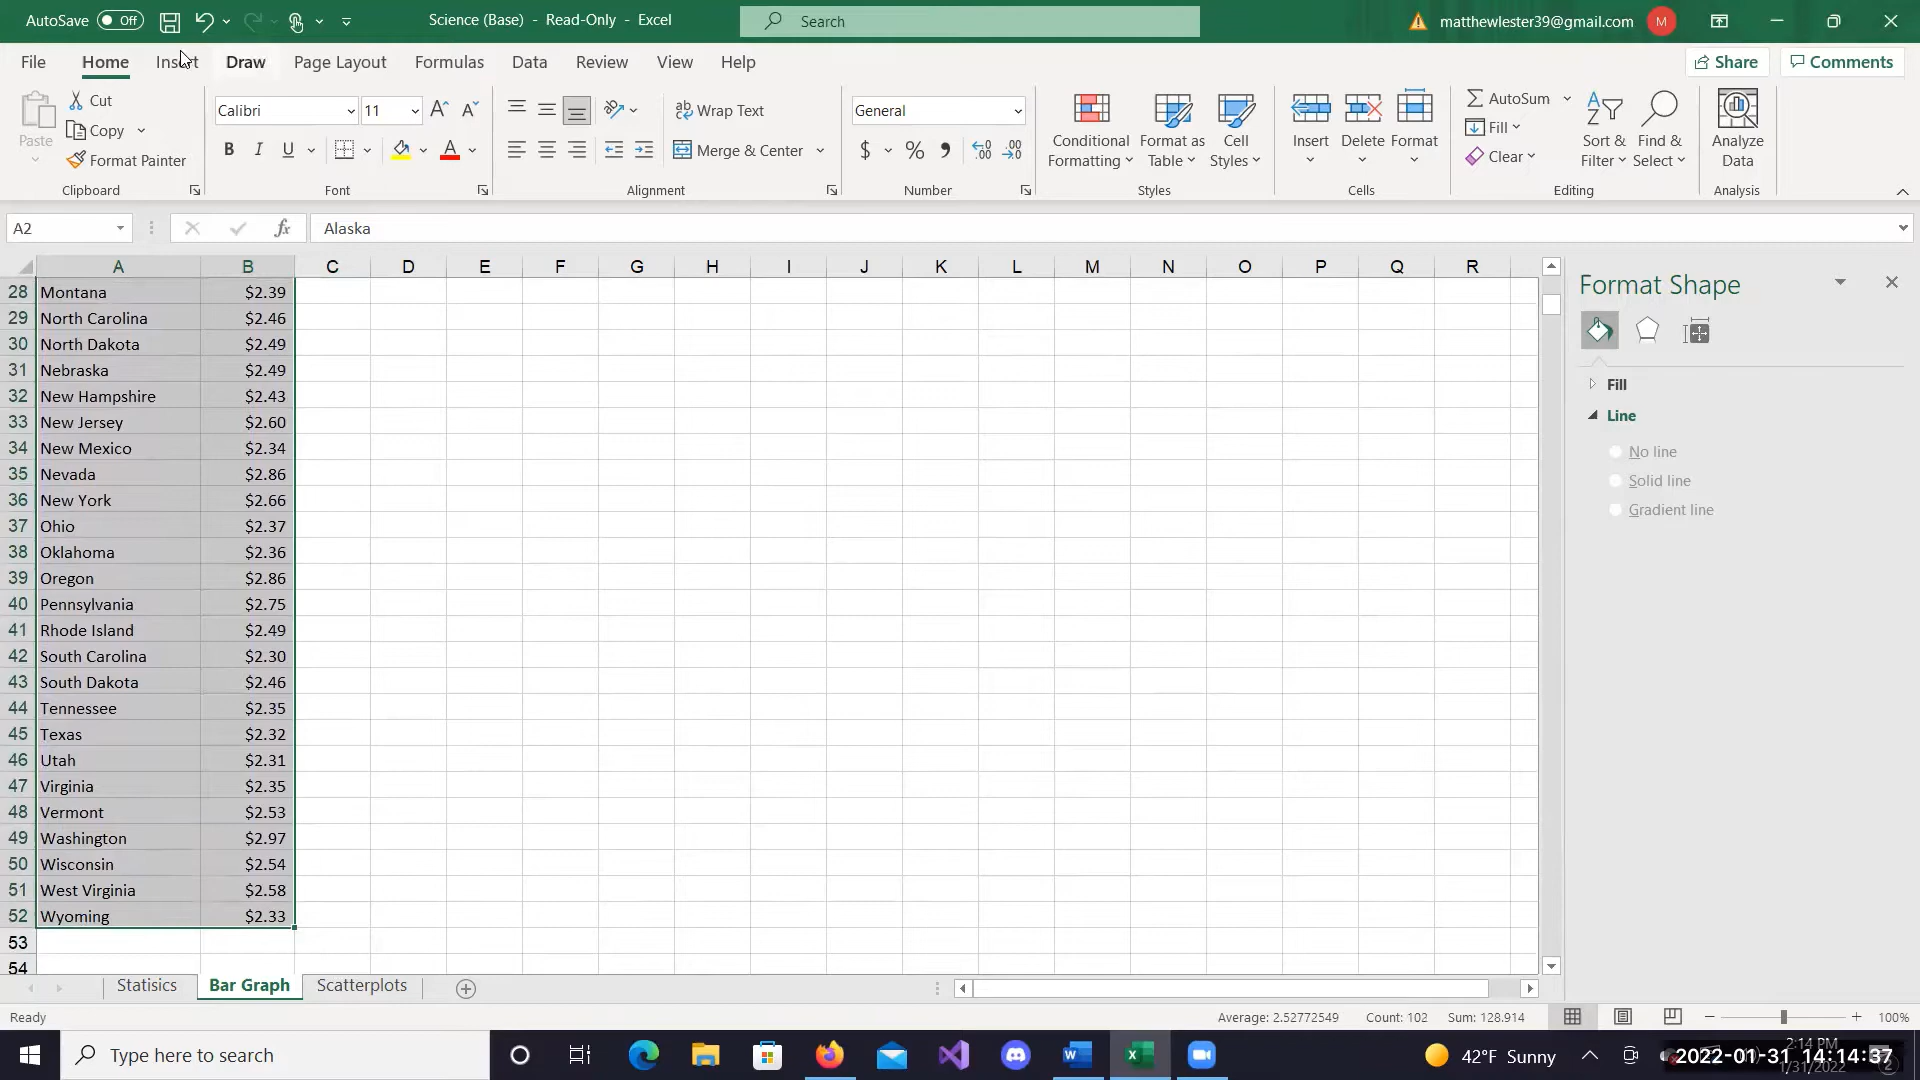 AutoSave Off Science (Base) - Read-Only - Excel Search matthewlester39@gmail.com M
File Home Insert Draw Page Layout Formulas Data Review View Help Share Comments
Paste Cut Copy Format Painter Clipboard
Calibri 11 B I U A Font
Wrap Text Merge & Center Alignment
General $ % Number
Conditional Formatting Format as Table Cell Styles Styles
Insert Delete Format Cells
AutoSum Fill Clear Sort & Filter Find & Select Editing
Analyze Data Analysis
A2 fx Alaska
A B C D E F G H I J K L M N O P Q R
28 Montana $2.39
29 North Carolina $2.46
30 North Dakota $2.49
31 Nebraska $2.49
32 New Hampshire $2.43
33 New Jersey $2.60
34 New Mexico $2.34
35 Nevada $2.86
36 New York $2.66
37 Ohio $2.37
38 Oklahoma $2.36
39 Oregon $2.86
40 Pennsylvania $2.75
41 Rhode Island $2.49
42 South Carolina $2.30
43 South Dakota $2.46
44 Tennessee $2.35
45 Texas $2.32
46 Utah $2.31
47 Virginia $2.35
48 Vermont $2.53
49 Washington $2.97
50 Wisconsin $2.54
51 West Virginia $2.58
52 Wyoming $2.33
53
54
Format Shape
Fill
Line
No line
Solid line
Gradient line
Statisics Bar Graph Scatterplots
Ready Average: 2.52772549 Count: 102 Sum: 128.914 100%
Type here to search 42°F Sunny 2:14 PM
2022-01-31 14:14:37
1/31/2022